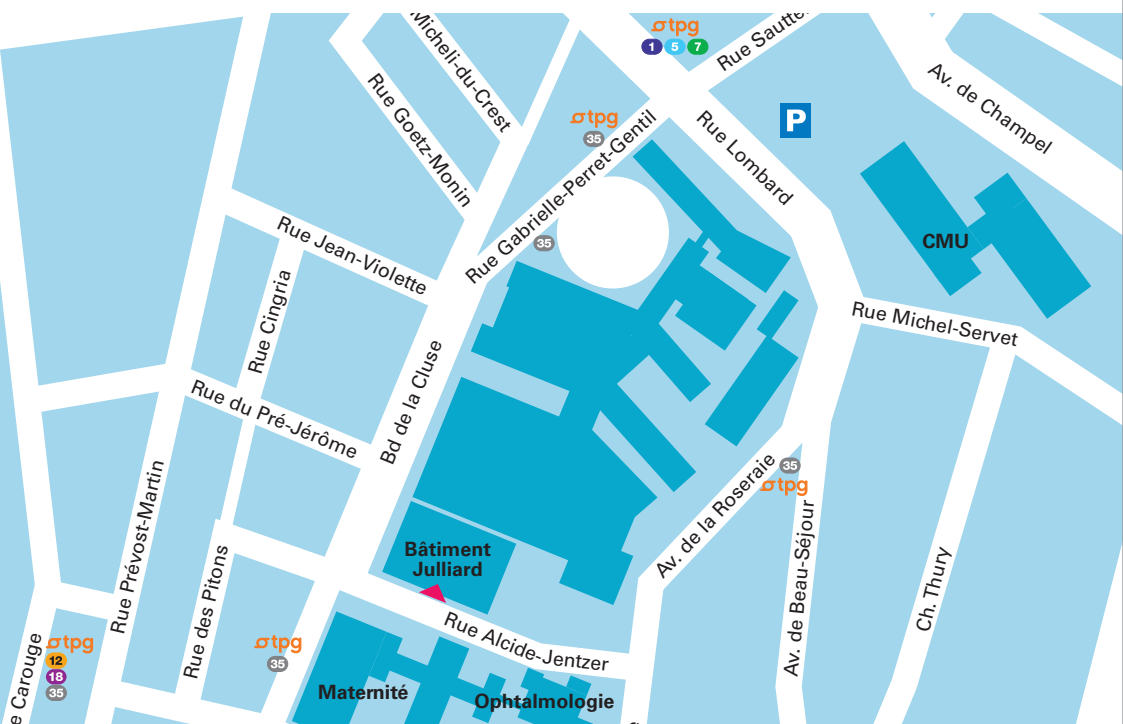 tpg
1 5 7
Rue Sautter
Micheli-du-Crest
Rue Goetz-Monin
tpg
35
Rue Gabrielle-Perret-Gentil
35
Rue Lombard
P
Av. de Champel
CMU
Rue Jean-Violette
Rue Cingria
Rue Michel-Servet
Bd de la Cluse
Rue du Pré-Jérôme
Rue Prévost-Martin
Av. de la Roseraie
35
tpg
Av. de Beau-Séjour
Ch. Thury
Bâtiment
Julliard
Rue des Pitons
Rue Alcide-Jentzer
tpg
12
18
35
tpg
35
e Carouge
Maternité
Ophtalmologie